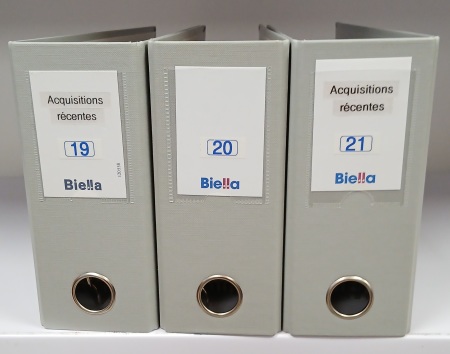 Acquisitions
récentes
19
Biella
20
Biella
Acquisitions
récentes
21
Biella